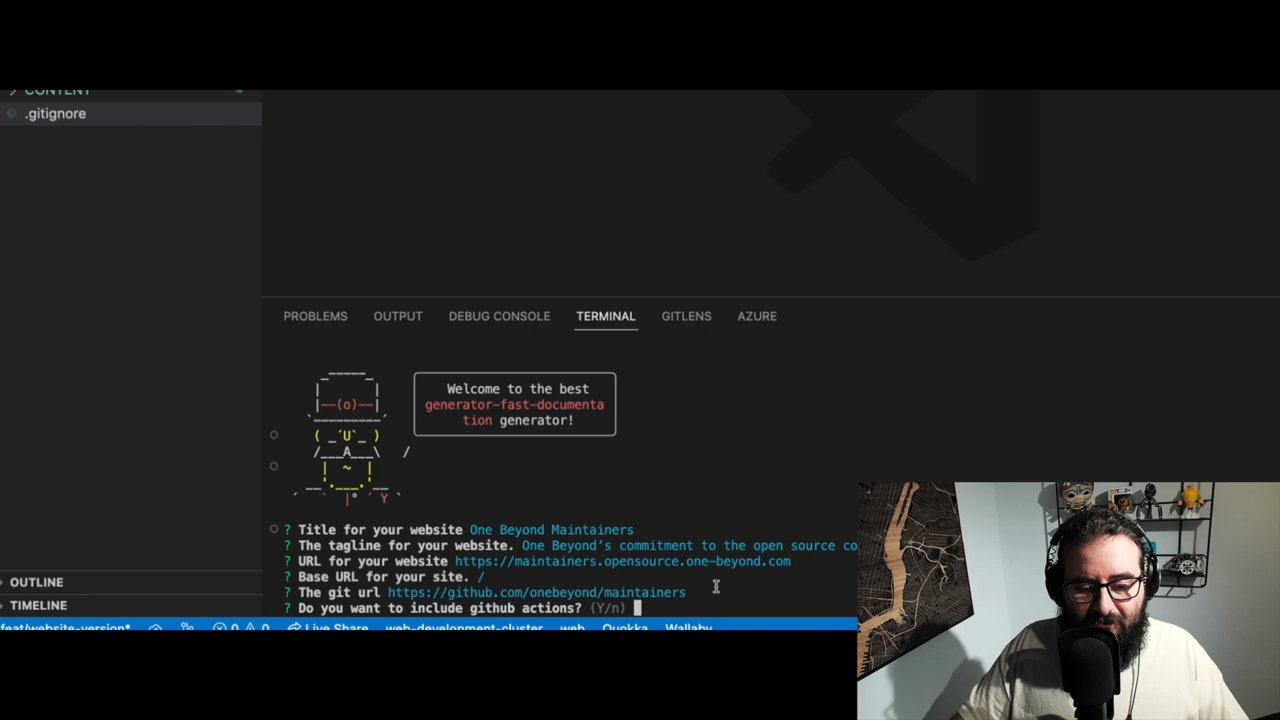 CONTENT
.gitignore
PROBLEMS OUTPUT DEBUG CONSOLE TERMINAL GITLENS AZURE
Welcome to the best
generator-fast-documenta
tion generator!
? Title for your website One Beyond Maintainers
? The tagline for your website. One Beyond's commitment to the open source co
? URL for your website https://maintainers.opensource.one-beyond.com
? Base URL for your site. /
? The git url https://github.com/onebeyond/maintainers
? Do you want to include github actions? (Y/n)
OUTLINE
TIMELINE
feat/website-version* 0 0 Live Share web-development-cluster web Quokka Wallaby